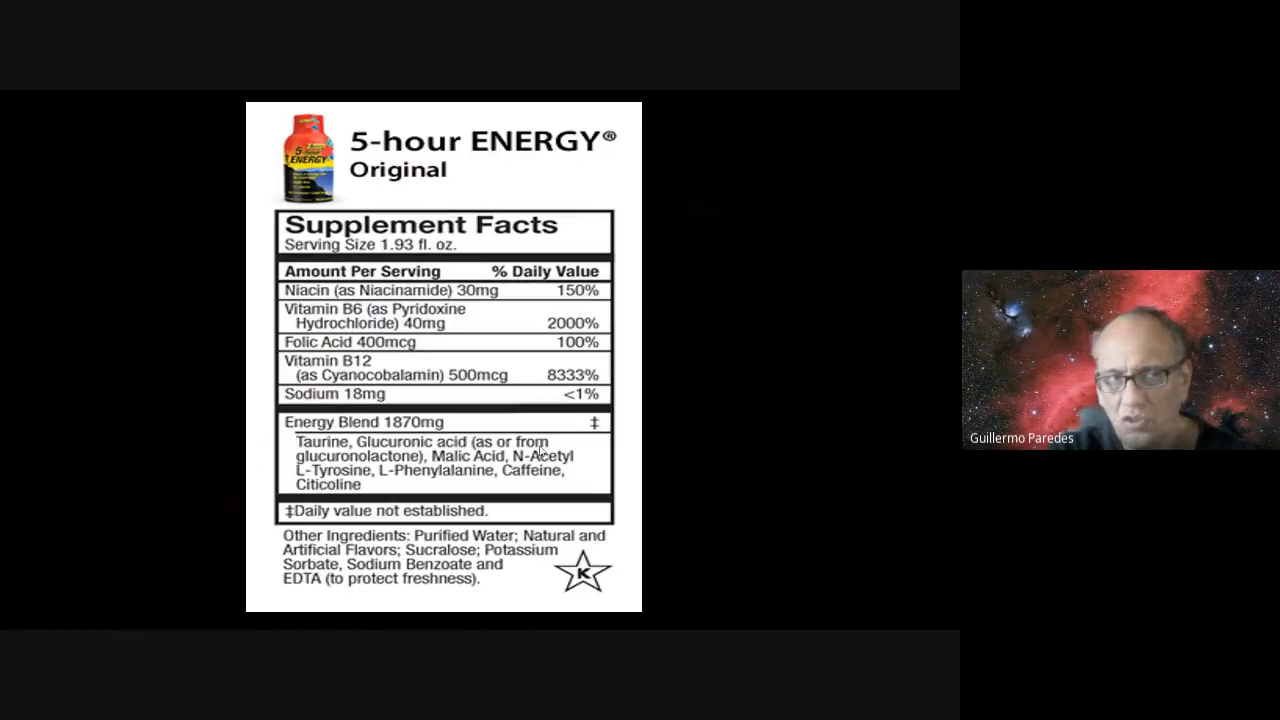 5-hour ENERGY®
Original
5-hour
ENERGY
Supplement Facts
Serving Size 1.93 fl. oz.
Amount Per Serving % Daily Value
Niacin (as Niacinamide) 30mg 150%
Vitamin B6 (as Pyridoxine
Hydrochloride) 40mg 2000%
Folic Acid 400mcg 100%
Vitamin B12
(as Cyanocobalamin) 500mcg 8333%
Sodium 18mg <1%
Energy Blend 1870mg ‡
Taurine, Glucuronic acid (as or from
glucuronolactone), Malic Acid, N-Acetyl
L-Tyrosine, L-Phenylalanine, Caffeine,
Citicoline
‡Daily value not established.
Other Ingredients: Purified Water; Natural and
Artificial Flavors; Sucralose; Potassium
Sorbate, Sodium Benzoate and
EDTA (to protect freshness).
K
Guillermo Paredes